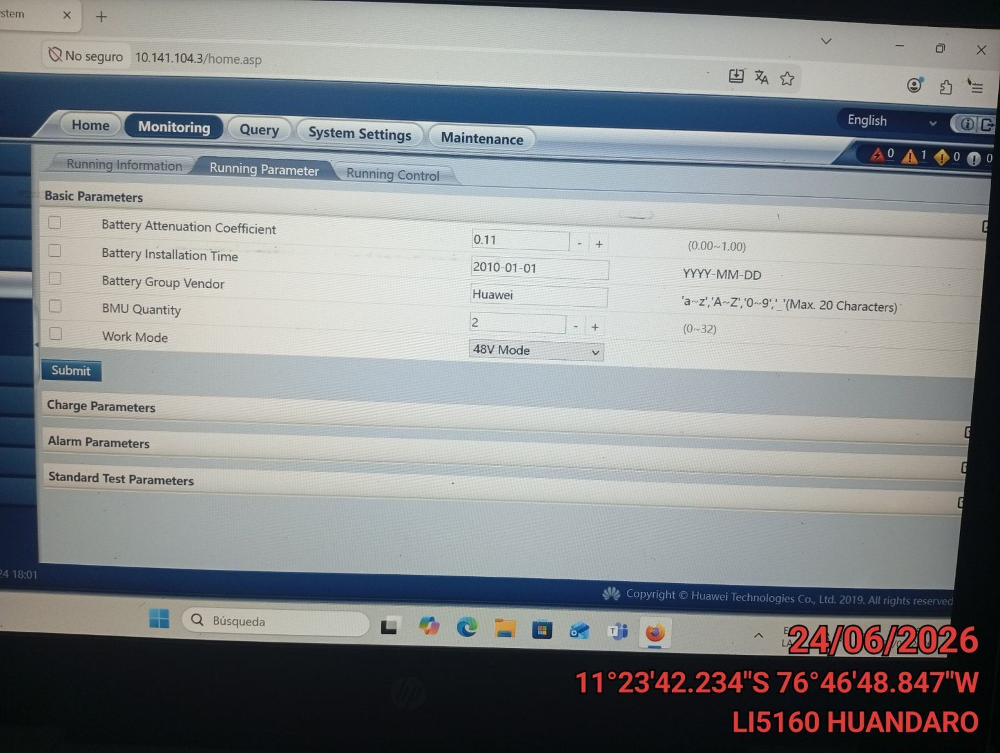 stem
No seguro 10.141.104.3/home.asp
English
Home Monitoring Query System Settings Maintenance
0 1 0 0
Running Information Running Parameter Running Control
Basic Parameters
Battery Attenuation Coefficient 0.11 - + (0.00~1.00)
Battery Installation Time 2010-01-01 YYYY-MM-DD
Battery Group Vendor Huawei 'a~z','A~Z','0~9','_'(Max. 20 Characters)
BMU Quantity 2 - + (0~32)
Work Mode 48V Mode
Submit
Charge Parameters
Alarm Parameters
Standard Test Parameters
24 18:01
Copyright © Huawei Technologies Co., Ltd. 2019. All rights reserved
Búsqueda
24/06/2026
11°23'42.234"S 76°46'48.847"W
LI5160 HUANDARO
hp